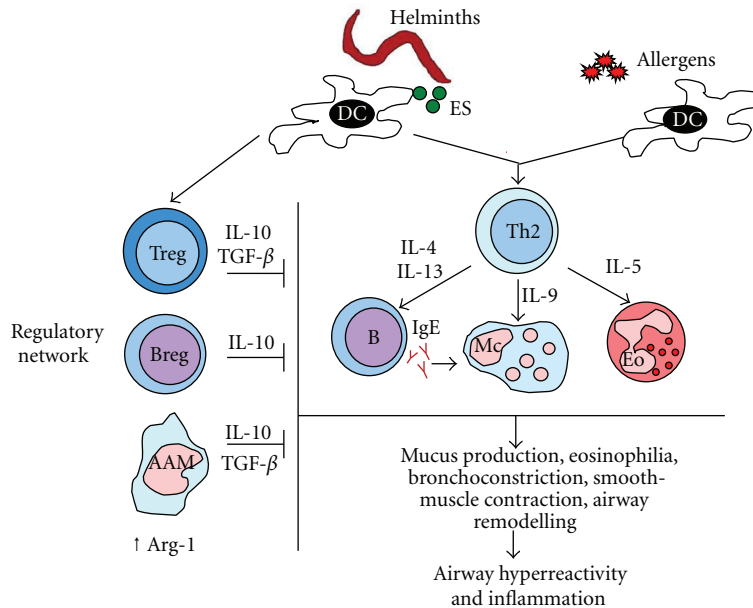 Helminths
Allergens
DC
ES
DC
Treg
IL-10
TGF-β
Th2
IL-4
IL-13
IL-9
IL-5
Regulatory
network
Breg
IL-10
B
IgE
Mc
Eo
AAM
IL-10
TGF-β
↑ Arg-1
Mucus production, eosinophilia,
bronchoconstriction, smooth-
muscle contraction, airway
remodelling
Airway hyperreactivity
and inflammation